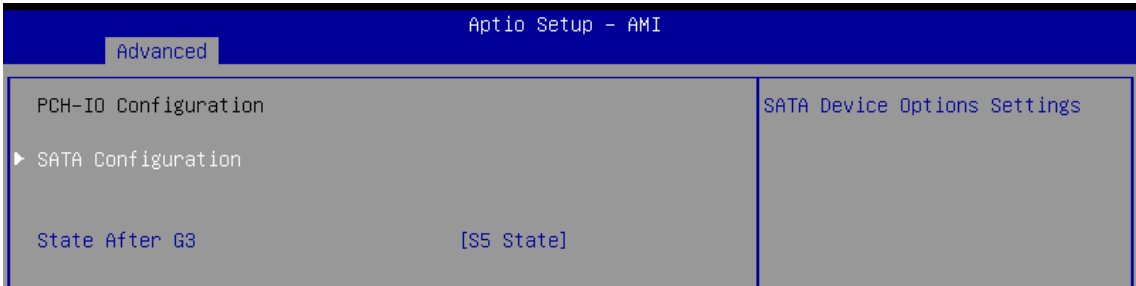 Aptio Setup – AMI
Advanced
PCH-IO Configuration
SATA Device Options Settings
SATA Configuration
State After G3 [S5 State]